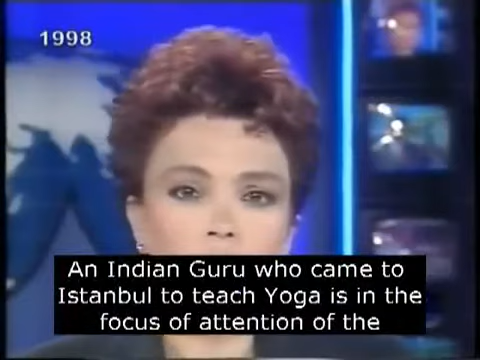 1998
An Indian Guru who came to
Istanbul to teach Yoga is in the
focus of attention of the